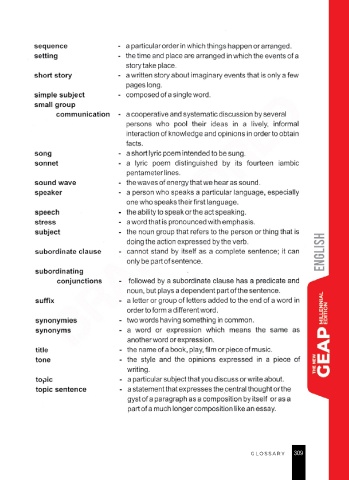 sequence - a particular order in which things happen or arranged.
setting - the time and place are arranged in which the events of a
story take place.
short story - a written story about imaginary events that is only a few
pages long.
simple subject - composed of a single word.
small group
communication - a cooperative and systematic discussion by several
persons who pool their ideas in a lively, informal
interaction of knowledge and opinions in order to obtain
facts.
song - a short lyric poem intended to be sung.
sonnet - a lyric poem distinguished by its fourteen iambic
pentameter lines.
sound wave - the waves of energy that we hear as sound.
speaker - a person who speaks a particular language, especially
one who speaks their first language.
speech - the ability to speak or the act speaking.
stress - a word that is pronounced with emphasis.
subject - the noun group that refers to the person or thing that is
doing the action expressed by the verb.
subordinate clause - cannot stand by itself as a complete sentence; it can
only be part of sentence.
subordinating
conjunctions - followed by a subordinate clause has a predicate and
noun, but plays a dependent part of the sentence.
suffix - a letter or group of letters added to the end of a word in
order to form a different word.
synonymies - two words having something in common.
synonyms - a word or expression which means the same as
another word or expression.
title - the name of a book, play, film or piece of music.
tone - the style and the opinions expressed in a piece of
writing.
topic - a particular subject that you discuss or write about.
topic sentence - a statement that expresses the central thought or the
gyst of a paragraph as a composition by itself or as a
part of a much longer composition like an essay.
ENGLISH
THE NEW
GEAP MILLENNIAL
EDITION
GLOSSARY 309